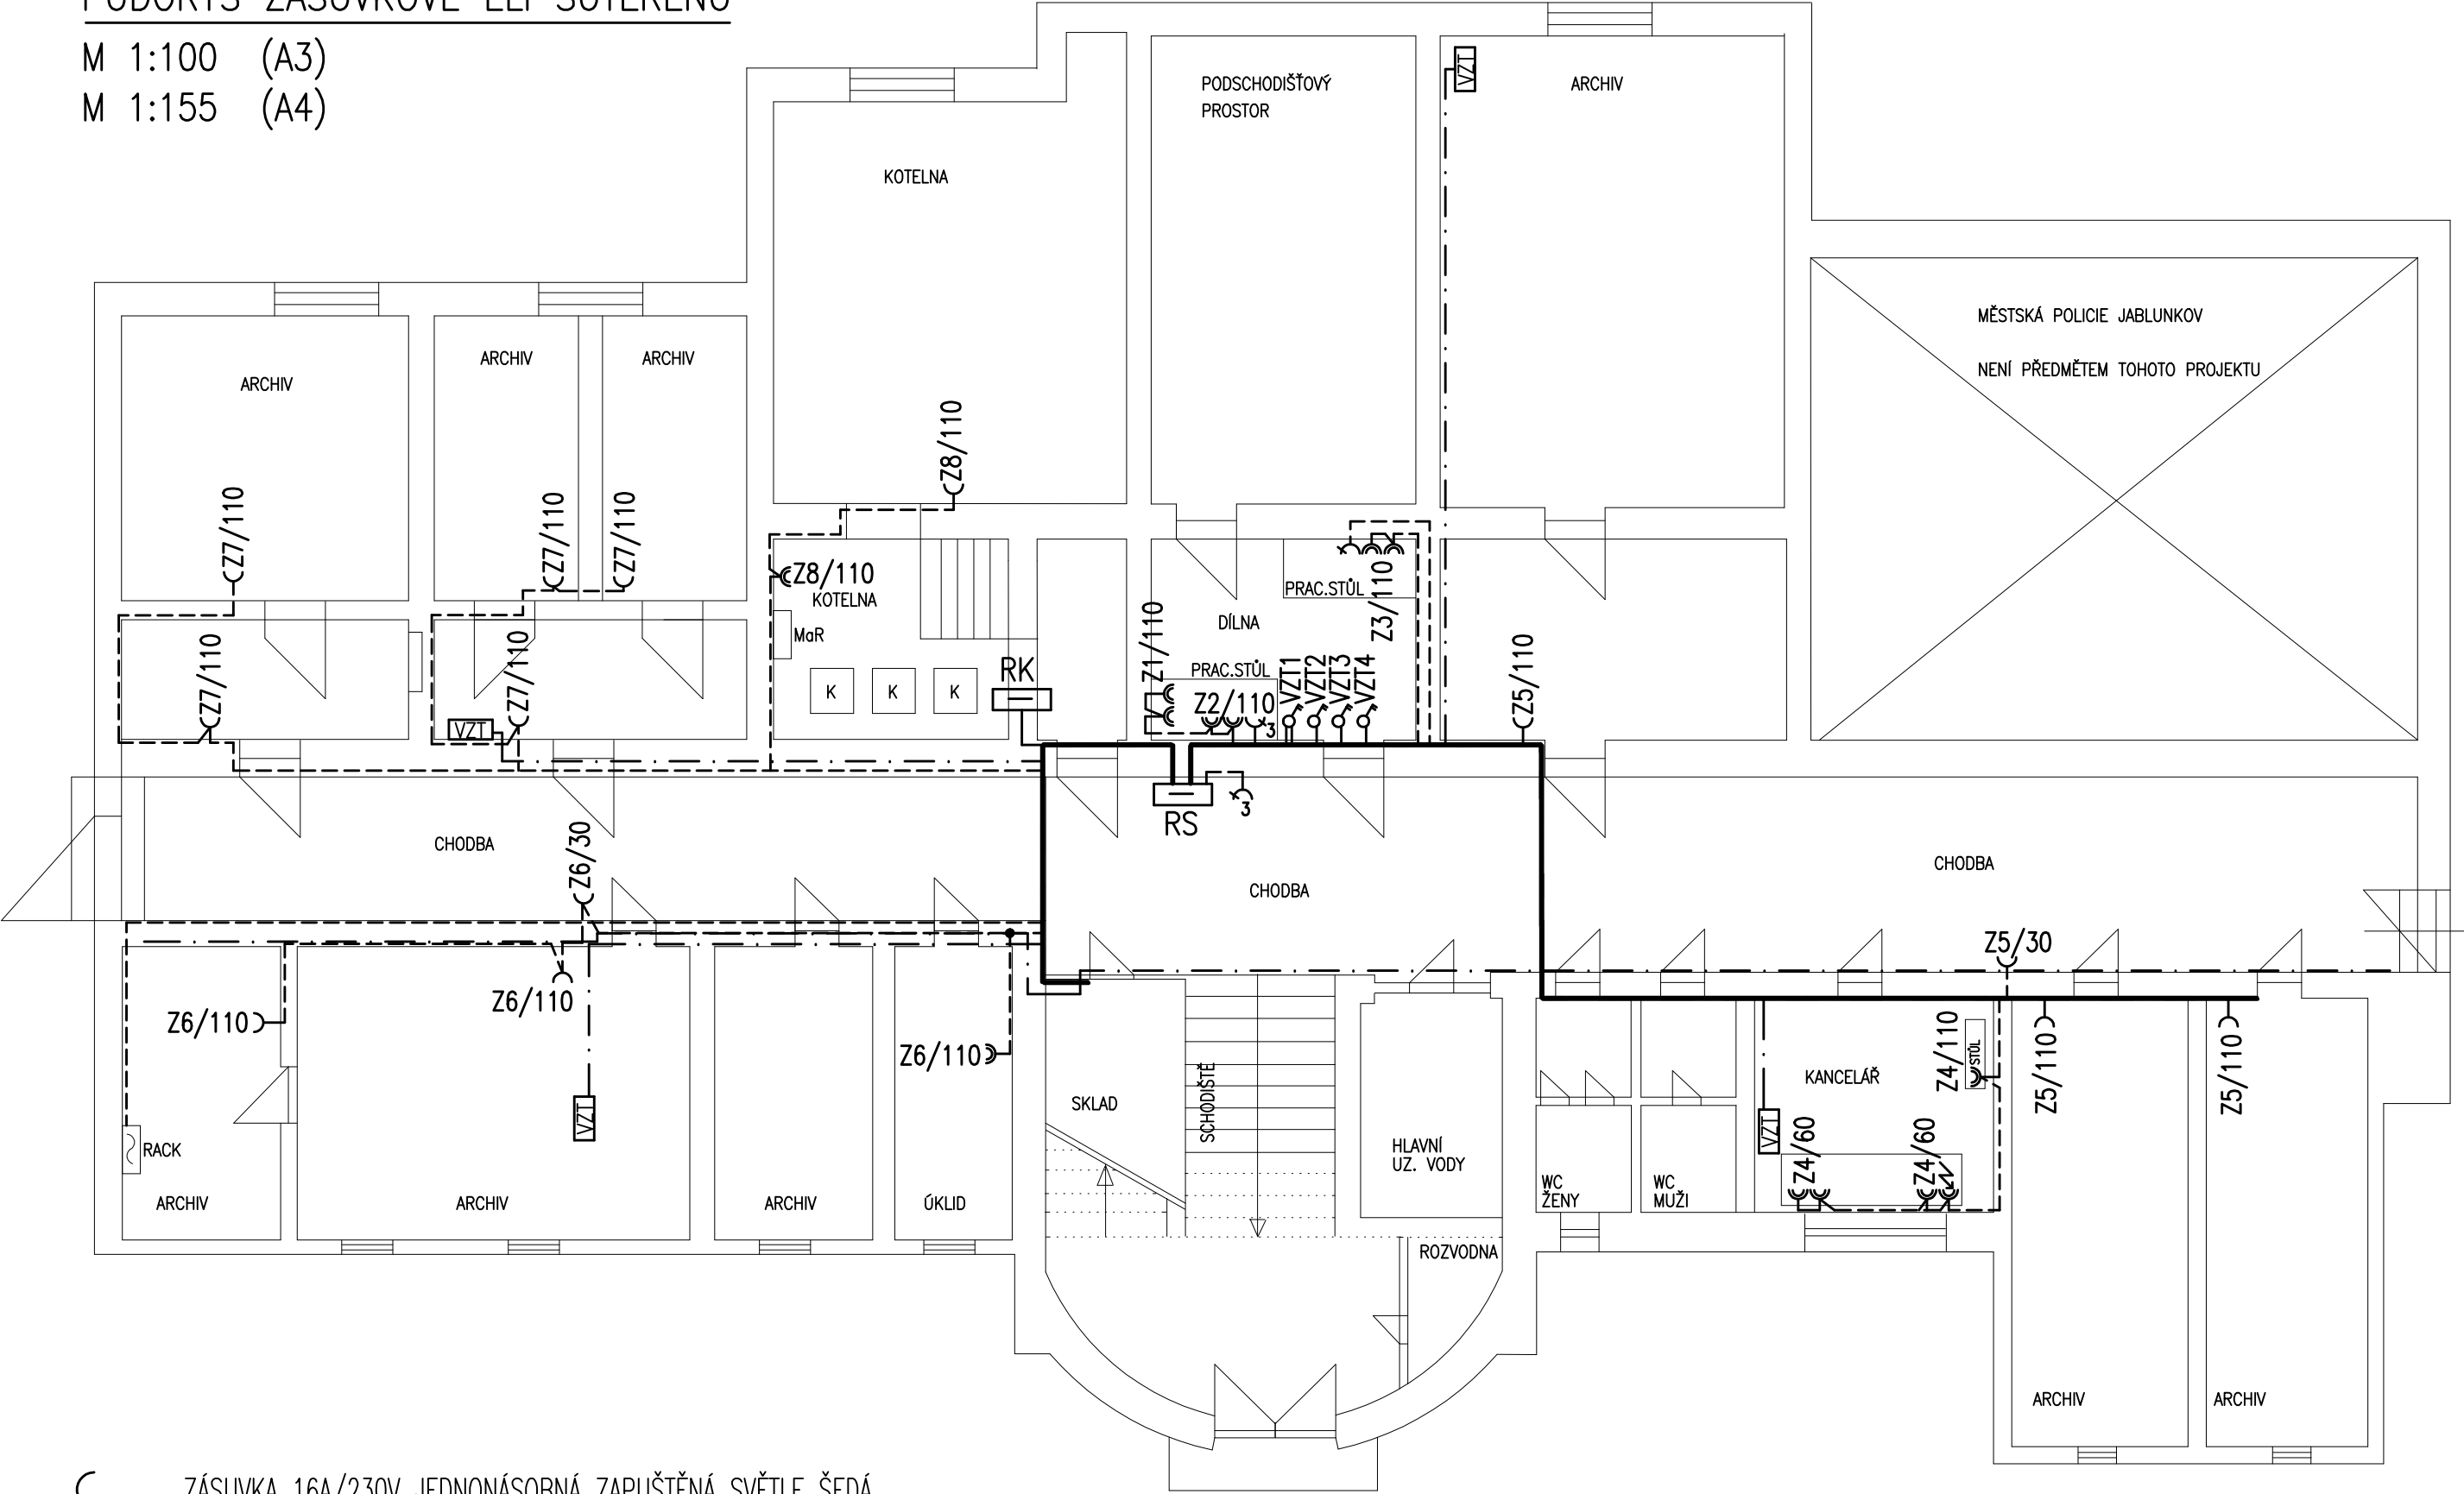 PŮDORYS ZÁSUVKOVÉ EEI SUTERÉNU
M 1:100 (A3)
M 1:155 (A4)
PODSCHODIŠŤOVÝ
PROSTOR
VZT
ARCHIV
KOTELNA
MĚSTSKÁ POLICIE JABLUNKOV
NENÍ PŘEDMĚTEM TOHOTO PROJEKTU
ARCHIV
ARCHIV
ARCHIV
Z8/110
Z7/110
Z7/110
Z7/110
Z8/110
KOTELNA
MaR
PRAC.STŮL
Z3/110
DÍLNA
Z1/110
PRAC.STŮL
Z2/110
3
VZT1
VZT2
VZT3
VZT4
Z5/110
Z7/110
Z7/110
VZT
K
K
K
RK
RS
3
CHODBA
Z6/30
CHODBA
CHODBA
Z5/30
Z6/110
Z6/110
Z6/110
VZT
RACK
ARCHIV
ARCHIV
ARCHIV
ÚKLID
SKLAD
SCHODIŠTĚ
HLAVNÍ
UZ. VODY
ROZVODNA
WC
ŽENY
WC
MUŽI
KANCELÁŘ
VZT
Z4/60
Z4/60
Z4/110
STŮL
Z5/110
Z5/110
ARCHIV
ARCHIV
ZÁSUVKA 16A/230V JEDNONÁSOBNÁ ZAPUŠTĚNÁ SVĚTLE ŠEDÁ